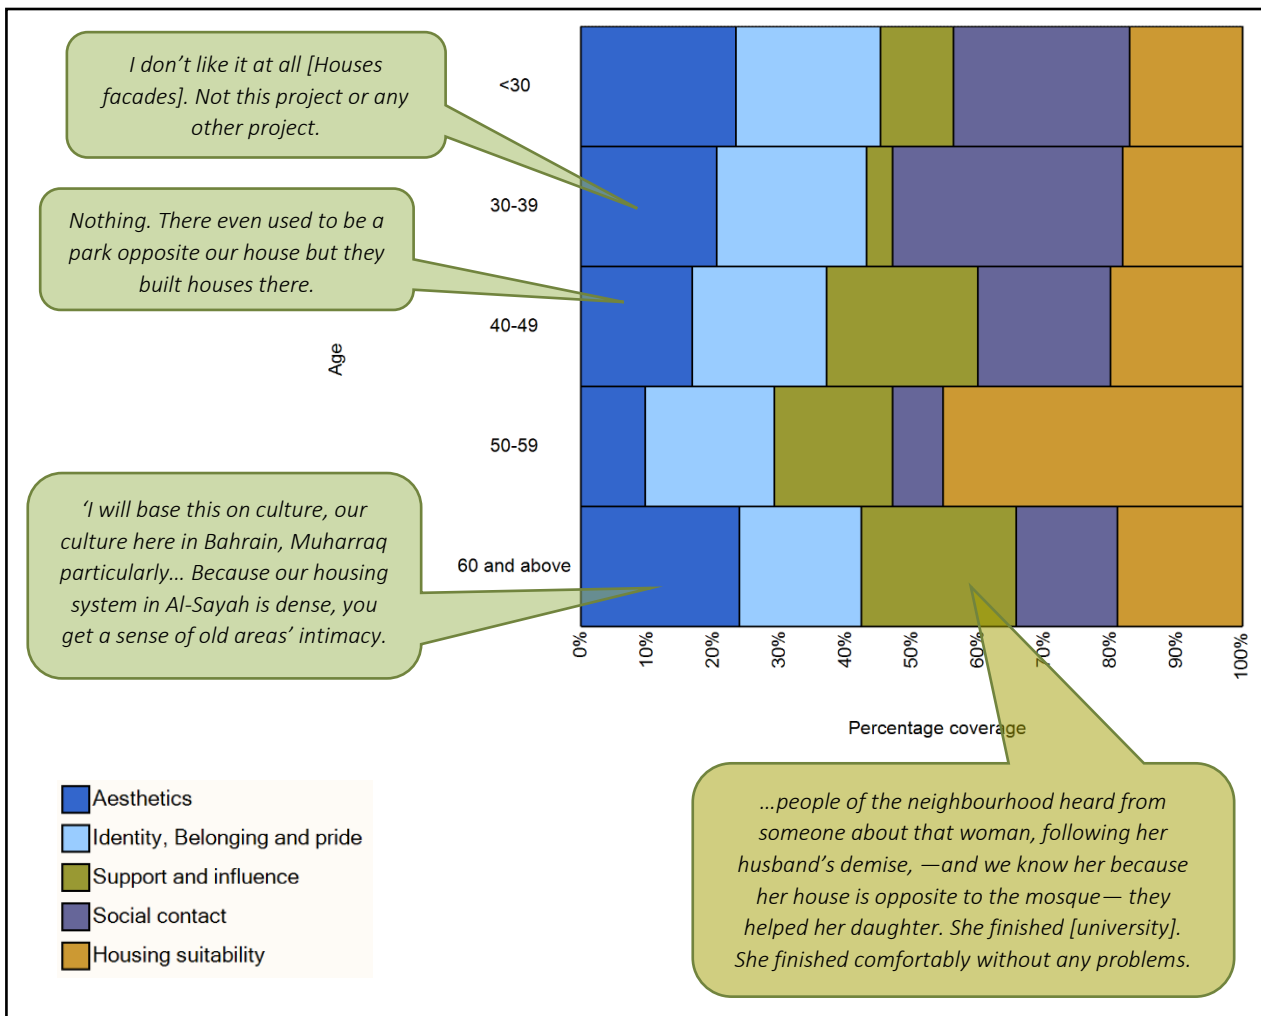 I don’t like it at all [Houses
facades]. Not this project or any
other project.
Nothing. There even used to be a
park opposite our house but they
built houses there.
‘I will base this on culture, our
culture here in Bahrain, Muharraq
particularly... Because our housing
system in Al-Sayah is dense, you
get a sense of old areas’ intimacy.
Age
<30
30-39
40-49
50-59
60 and above
0%
10%
20%
30%
40%
50%
60%
70%
80%
90%
100%
Percentage coverage
Aesthetics
Identity, Belonging and pride
Support and influence
Social contact
Housing suitability
...people of the neighbourhood heard from
someone about that woman, following her
husband’s demise, —and we know her because
her house is opposite to the mosque— they
helped her daughter. She finished [university].
She finished comfortably without any problems.